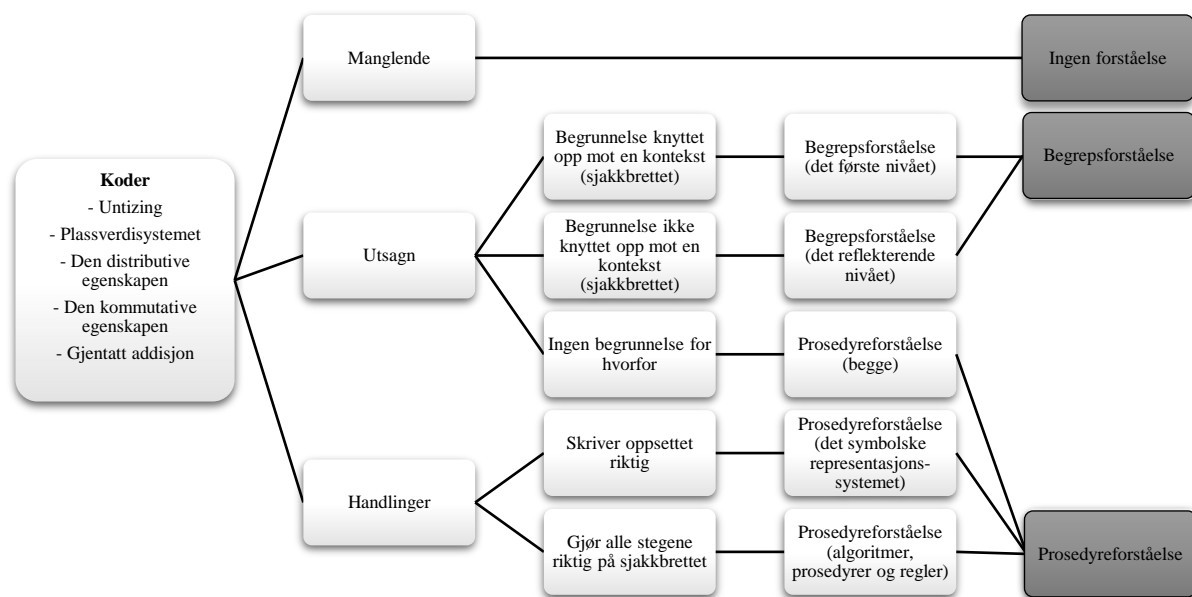 Koder
- Untizing
- Plassverdisystemet
- Den distributive
egenskapen
- Den kommutative
egenskapen
- Gjentatt addisjon
Manglende
Ingen forståelse
Utsagn
Begrunnelse knyttet
opp mot en kontekst
(sjakkbrettet)
Begrepsforståelse
(det første nivået)
Begrepsforståelse
Begrunnelse ikke
knyttet opp mot en
kontekst
(sjakkbrettet)
Begrepsforståelse
(det reflekterende
nivået)
Ingen begrunnelse for
hvorfor
Prosedyreforståelse
(begge)
Handlinger
Skriver oppsettet
riktig
Prosedyreforståelse
(det symbolske
representasjons-
systemet)
Gjør alle stegene
riktig på sjakkbrettet
Prosedyreforståelse
(algoritmer,
prosedyrer og regler)
Prosedyreforståelse